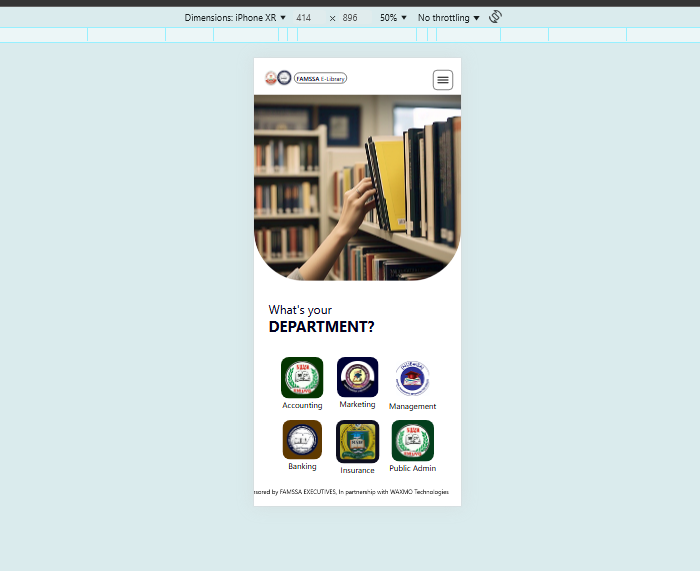 Dimensions: iPhone XR ▼ 414 × 896 50% ▼ No throttling ▼
FAMSSA E-Library
What's your
DEPARTMENT?
Accounting
Marketing
Management
Banking
Insurance
Public Admin
sored by FAMSSA EXECUTIVES, In partnership with WAXMO Technologies